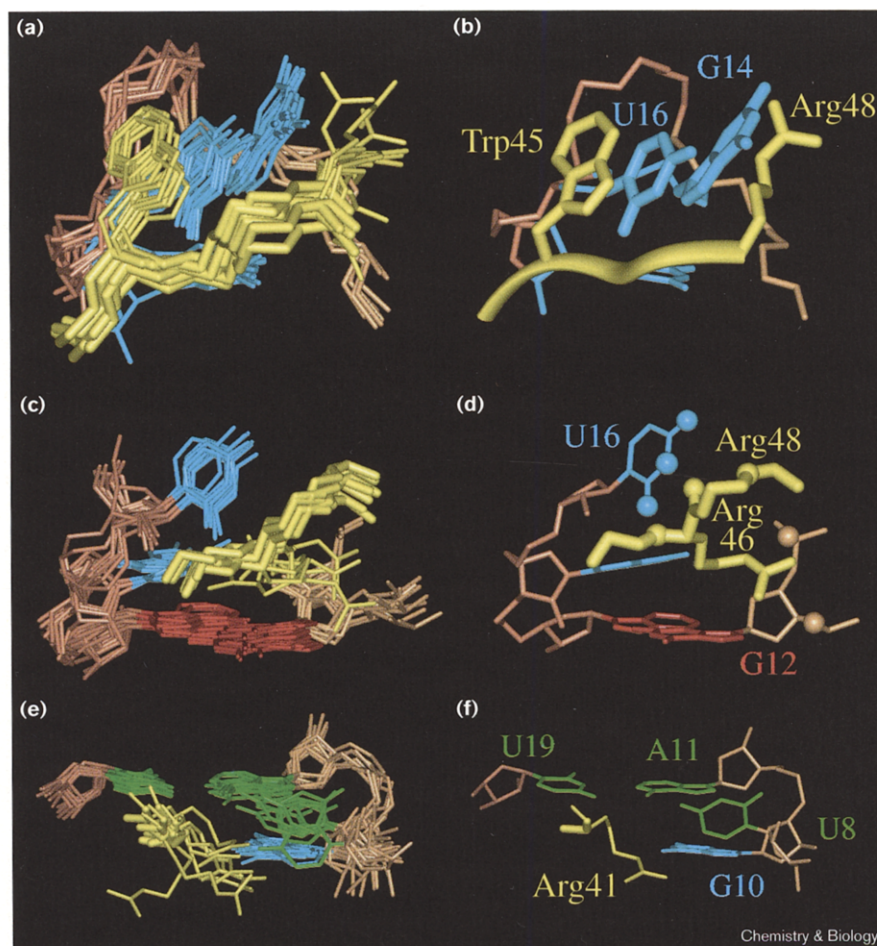 (a)
(b)
G14
U16
Arg48
Trp45
(c)
(d)
U16
Arg48
Arg
46
G12
(e)
(f)
U19
A11
U8
Arg41
G10
Chemistry & Biology